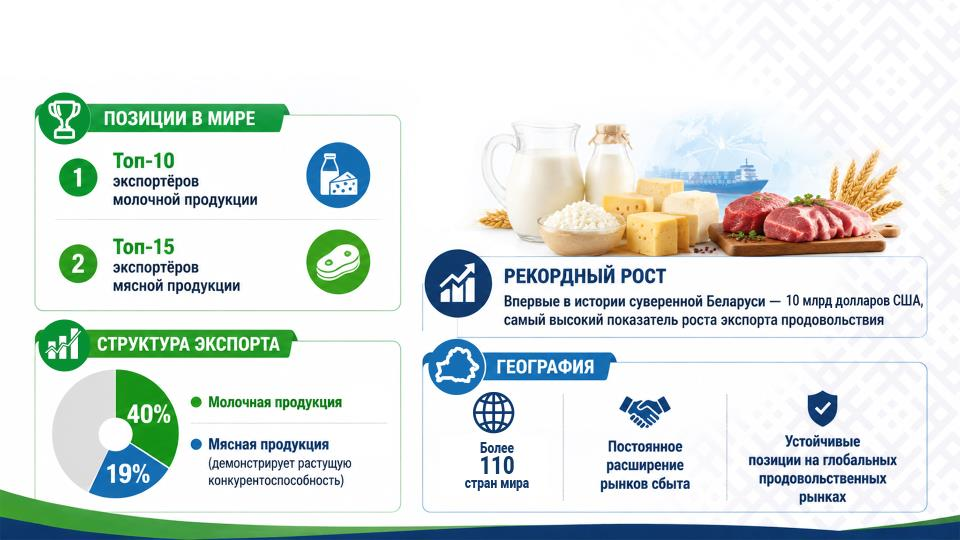 ПОЗИЦИИ В МИРЕ
1
Топ-10
экспортёров
молочной продукции
2
Топ-15
экспортёров
мясной продукции
СТРУКТУРА ЭКСПОРТА
40%
19%
Молочная продукция
Мясная продукция
(демонстрирует растущую
конкурентоспособность)
РЕКОРДНЫЙ РОСТ
Впервые в истории суверенной Беларуси — 10 млрд долларов США,
самый высокий показатель роста экспорта продовольствия
ГЕОГРАФИЯ
Более
110
стран мира
Постоянное
расширение
рынков сбыта
Устойчивые
позиции на глобальных
продовольственных
рынках